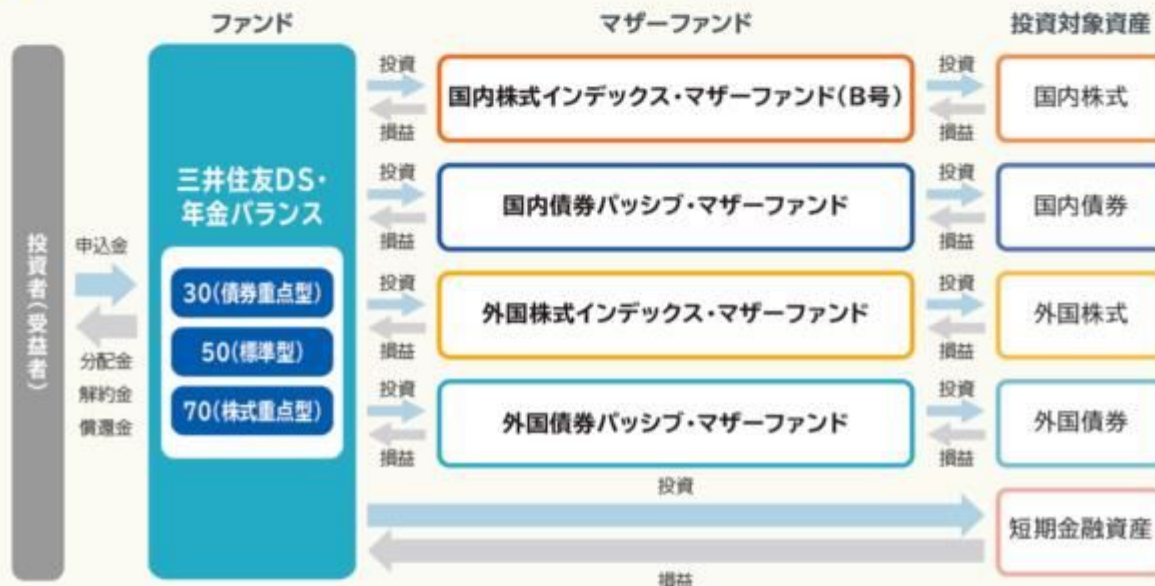 ファンド
マザーファンド
投資対象資産
投資者(受益者)
申込金
分配金
解約金
償還金
三井住友DS・
年金バランス
30(債券重点型)
50(標準型)
70(株式重点型)
投資
損益
国内株式インデックス・マザーファンド(B号)
投資
損益
国内株式
投資
損益
国内債券パッシブ・マザーファンド
投資
損益
国内債券
投資
損益
外国株式インデックス・マザーファンド
投資
損益
外国株式
投資
損益
外国債券パッシブ・マザーファンド
投資
損益
外国債券
投資
損益
短期金融資産